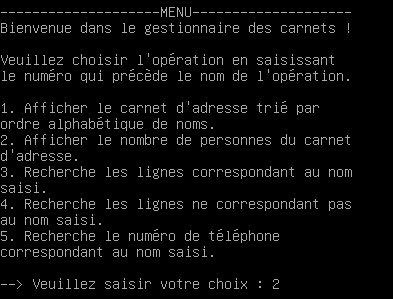 --------------------MENU--------------------
Bienvenue dans le gestionnaire des carnets !
Veuillez choisir l'opération en saisissant
le numéro qui précède le nom de l'opération.
1. Afficher le carnet d'adresse trié par
ordre alphabétique de noms.
2. Afficher le nombre de personnes du carnet
d'adresse.
3. Recherche les lignes correspondant au nom
saisi.
4. Recherche les lignes ne correspondant pas
au nom saisi.
5. Recherche le numéro de téléphone
correspondant au nom saisi.
--> Veuillez saisir votre choix : 2